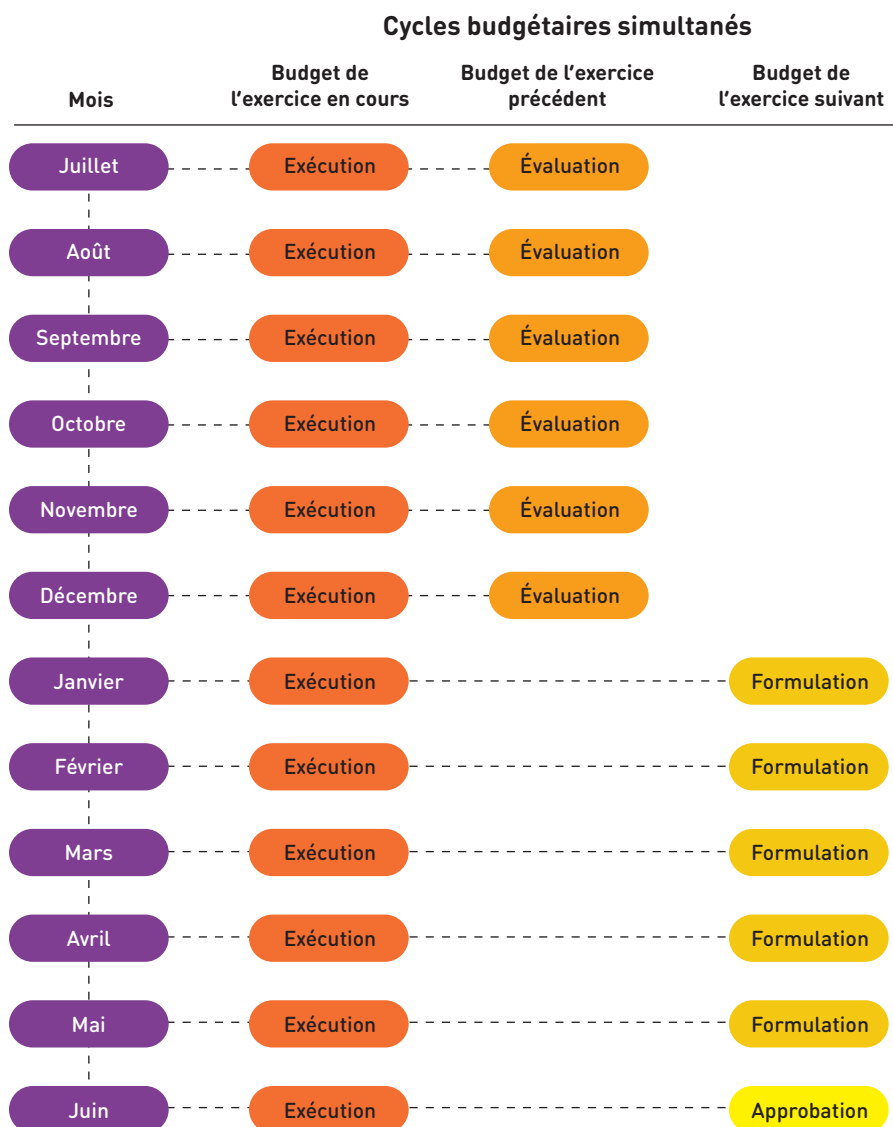 Cycles budgétaires simultanés
Mois
Budget de
l’exercice en cours
Budget de l’exercice
précédent
Budget de
l’exercice suivant
Juillet
Exécution
Évaluation
Août
Exécution
Évaluation
Septembre
Exécution
Évaluation
Octobre
Exécution
Évaluation
Novembre
Exécution
Évaluation
Décembre
Exécution
Évaluation
Janvier
Exécution
Formulation
Février
Exécution
Formulation
Mars
Exécution
Formulation
Avril
Exécution
Formulation
Mai
Exécution
Formulation
Juin
Exécution
Approbation